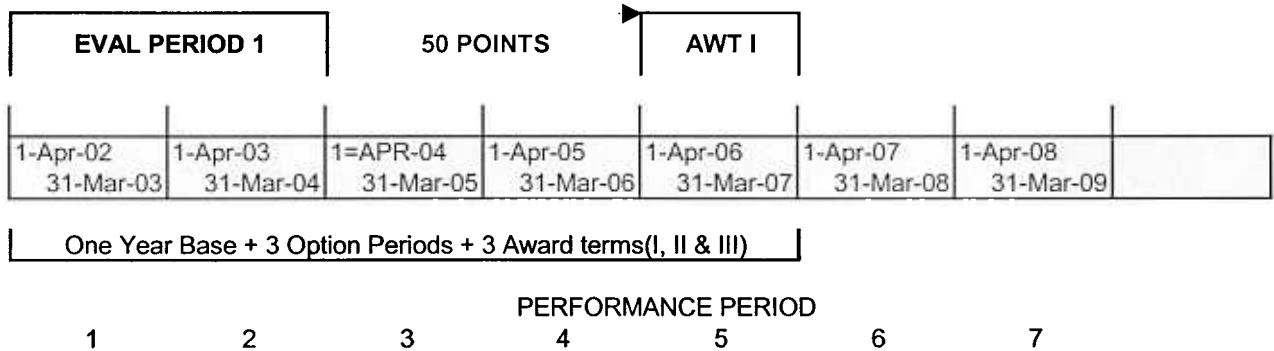 EVAL PERIOD 1 50 POINTS AWT I
1-Apr-02 1-Apr-03 1=APR-04 1-Apr-05 1-Apr-06 1-Apr-07 1-Apr-08
31-Mar-03 31-Mar-04 31-Mar-05 31-Mar-06 31-Mar-07 31-Mar-08 31-Mar-09
One Year Base + 3 Option Periods + 3 Award terms(I, II & III)
PERFORMANCE PERIOD
1 2 3 4 5 6 7